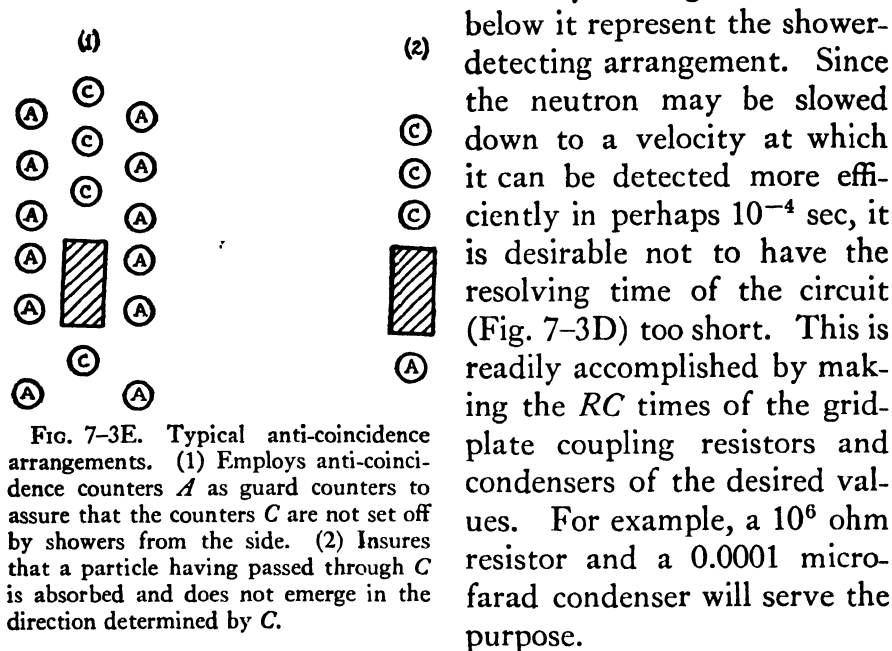 (1)
(2)
C
A
A
C
C
A
A
C
C
A
A
C
A
A
A
A
C
A
A
A
Fig. 7–3E. Typical anti-coincidence
arrangements. (1) Employs anti-coinci-
dence counters A as guard counters to
assure that the counters C are not set off
by showers from the side. (2) Insures
that a particle having passed through C
is absorbed and does not emerge in the
direction determined by C.
below it represent the shower-
detecting arrangement. Since
the neutron may be slowed
down to a velocity at which
it can be detected more effi-
ciently in perhaps 10⁻⁴ sec, it
is desirable not to have the
resolving time of the circuit
(Fig. 7–3D) too short. This is
readily accomplished by mak-
ing the RC times of the grid-
plate coupling resistors and
condensers of the desired val-
ues. For example, a 10⁶ ohm
resistor and a 0.0001 micro-
farad condenser will serve the
purpose.